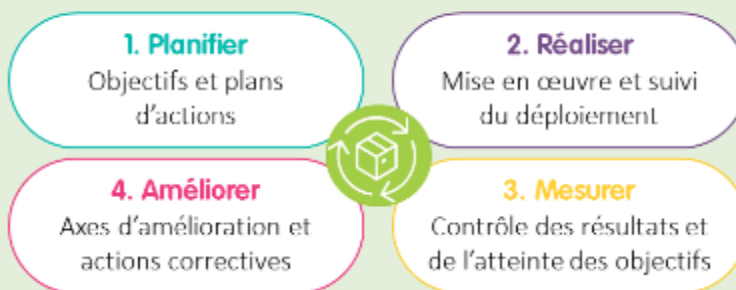 1. Planifier
Objectifs et plans
d'actions
2. Réaliser
Mise en œuvre et suivi
du déploiement
3. Mesurer
Contrôle des résultats et
de l'atteinte des objectifs
4. Améliorer
Axes d'amélioration et
actions correctives